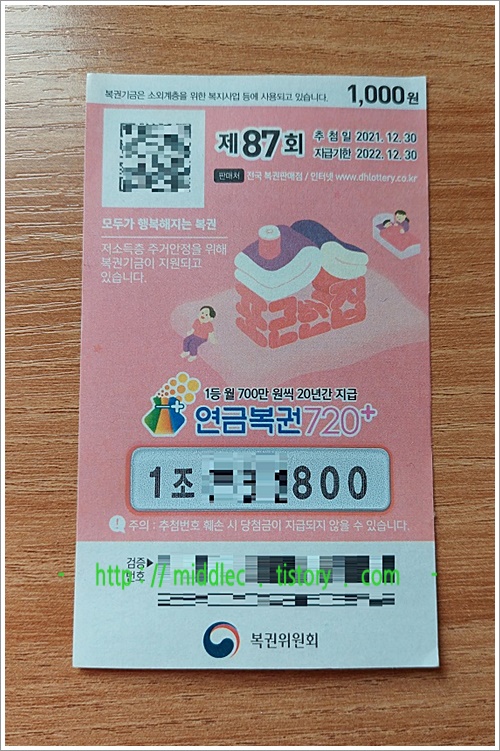 복권기금은 소외계층을 위한 복지사업 등에 사용되고 있습니다. 1,000원
제87회 추 첨 일 2021. 12. 30
지급기한 2022. 12. 30
판매처 전국 복권판매점 / 인터넷 www.dhlottery.co.kr
모두가 행복해지는 복권
저소득층 주거안정을 위해
복권기금이 지원되고
있습니다.
포근한집
1등 월 700만 원씩 20년간 지급
연금복권720+
1조 800
! 주의 : 추첨번호 훼손 시 당첨금이 지급되지 않을 수 있습니다.
검증
번호
http://middlec.tistory.com
복권위원회